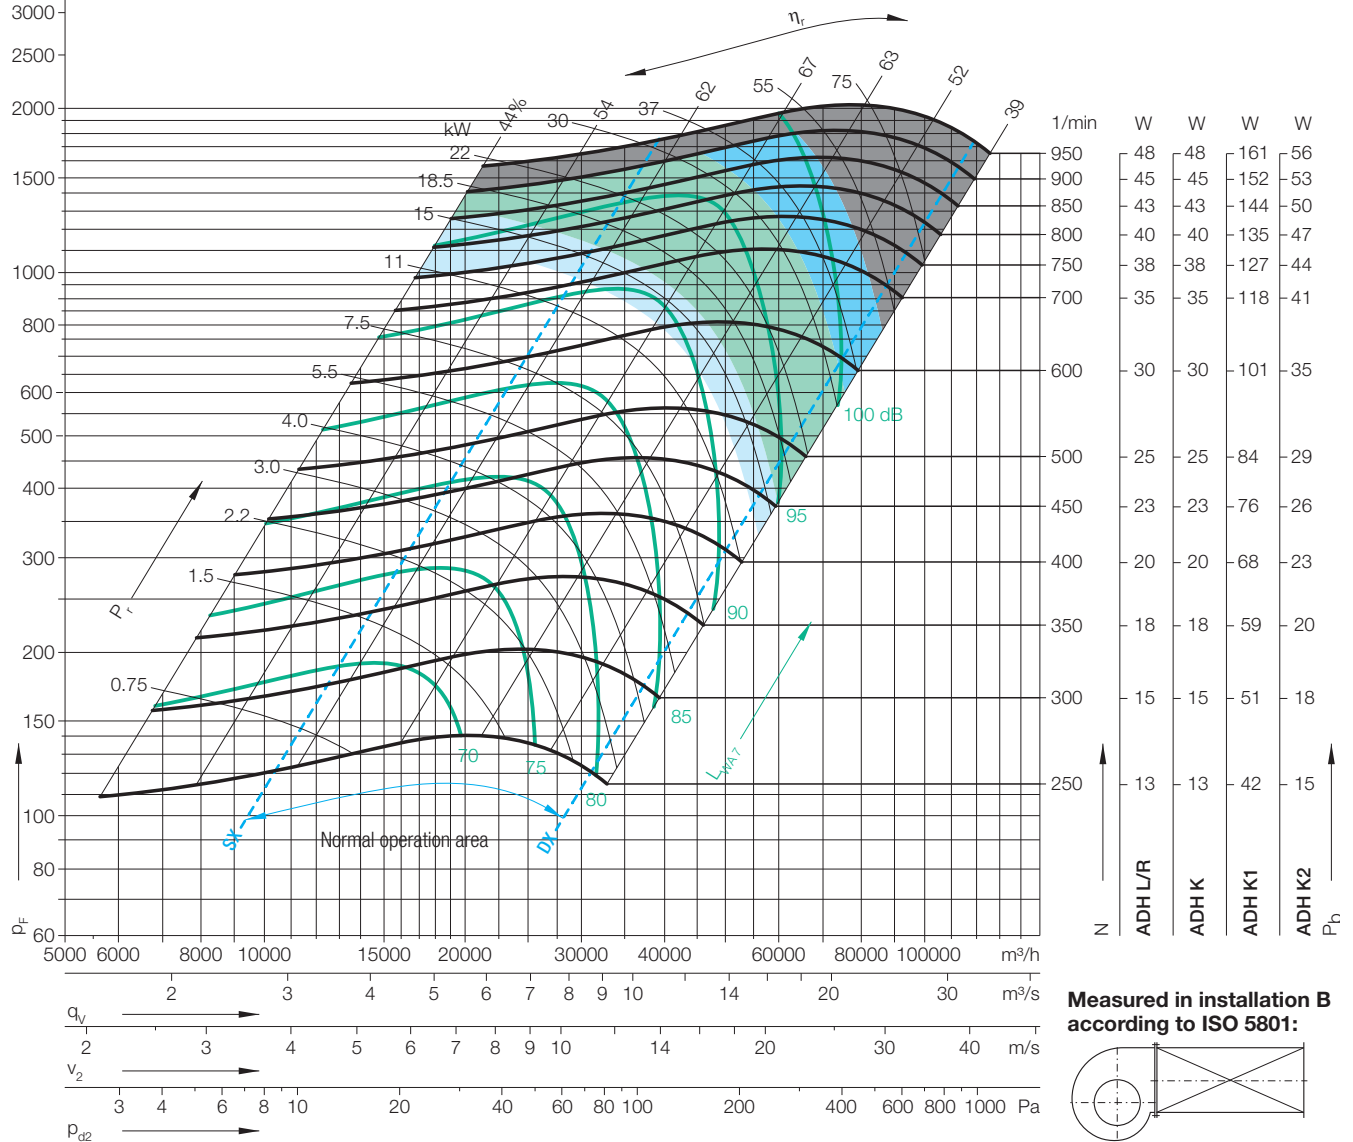 3000
2500
2000
1500
1000
800
600
500
400
300
200
150
100
80
60
p_F
5000 6000 8000 10000 15000 20000 30000 40000 60000 80000 100000 m³/h
2 3 4 5 6 7 8 9 10 14 20 30 m³/s
q_V
2 3 4 5 6 7 8 9 10 14 20 30 40 m/s
v_2
3 4 6 8 10 20 40 60 80 100 200 400 600 800 1000 Pa
p_d2
η_r
44% 54 62 67 63 52 39
kW
0.75
1.5
2.2
3.0
4.0
5.5
7.5
11
15
18.5
22
30
37
55
75
P_r
70
75
80
85
90
95
100 dB
L_WA7
SX
DX
Normal operation area
1/min W W W W
950 48 48 161 56
900 45 45 152 53
850 43 43 144 50
800 40 40 135 47
750 38 38 127 44
700 35 35 118 41
600 30 30 101 35
500 25 25 84 29
450 23 23 76 26
400 20 20 68 23
350 18 18 59 20
300 15 15 51 18
250 13 13 42 15
N ADH L/R ADH K ADH K1 ADH K2 P_b
Measured in installation B
according to ISO 5801: